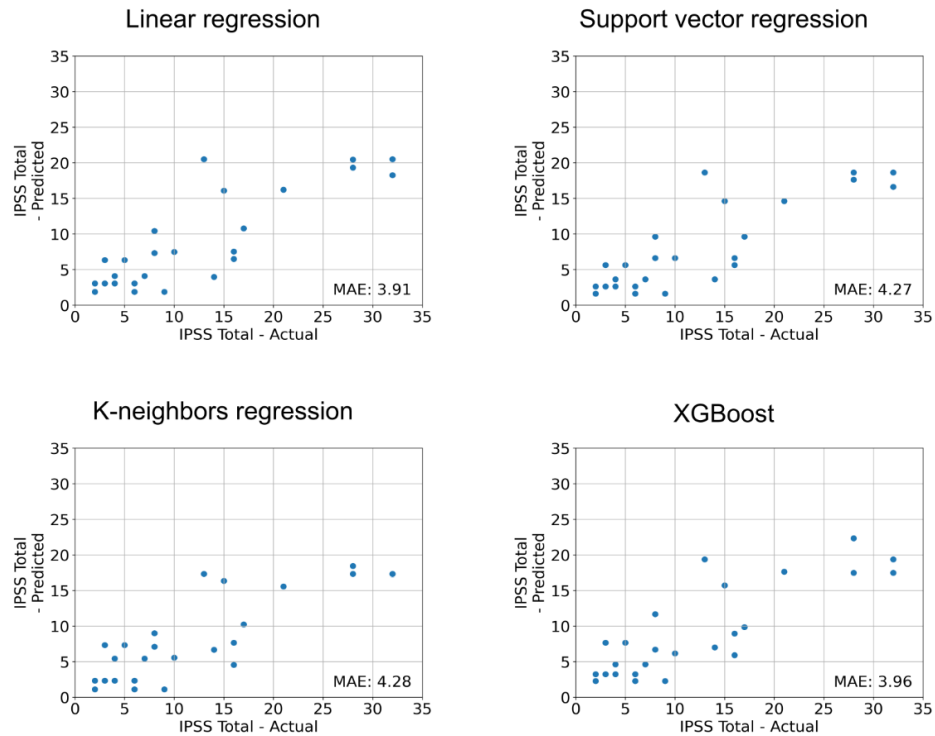 Linear regression
35
30
25
20
15
10
5
0
IPSS Total
- Predicted
MAE: 3.91
0 5 10 15 20 25 30 35
IPSS Total - Actual
Support vector regression
35
30
25
20
15
10
5
0
IPSS Total
- Predicted
MAE: 4.27
0 5 10 15 20 25 30 35
IPSS Total - Actual
K-neighbors regression
35
30
25
20
15
10
5
0
IPSS Total
- Predicted
MAE: 4.28
0 5 10 15 20 25 30 35
IPSS Total - Actual
XGBoost
35
30
25
20
15
10
5
0
IPSS Total
- Predicted
MAE: 3.96
0 5 10 15 20 25 30 35
IPSS Total - Actual